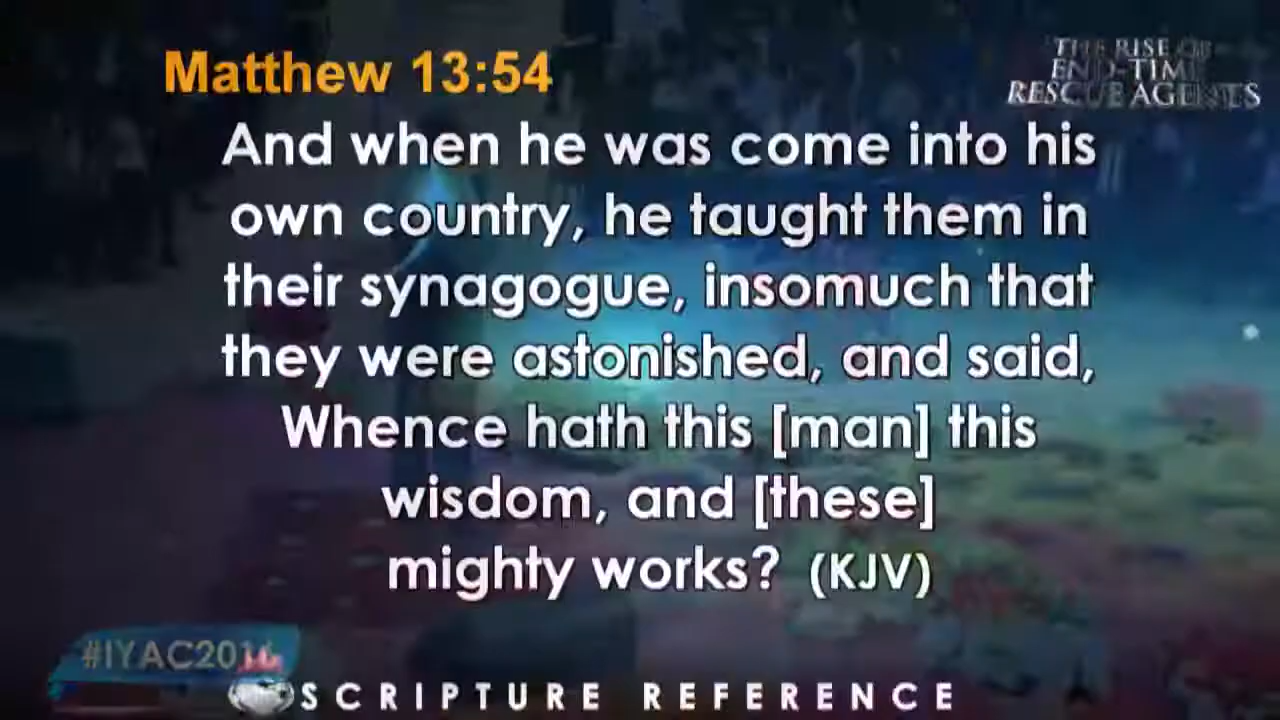 Matthew 13:54
THE RISE OF
END-TIME
RESCUE AGENTS
And when he was come into his
own country, he taught them in
their synagogue, insomuch that
they were astonished, and said,
Whence hath this [man] this
wisdom, and [these]
mighty works? (KJV)
#IYAC2016
SCRIPTURE REFERENCE